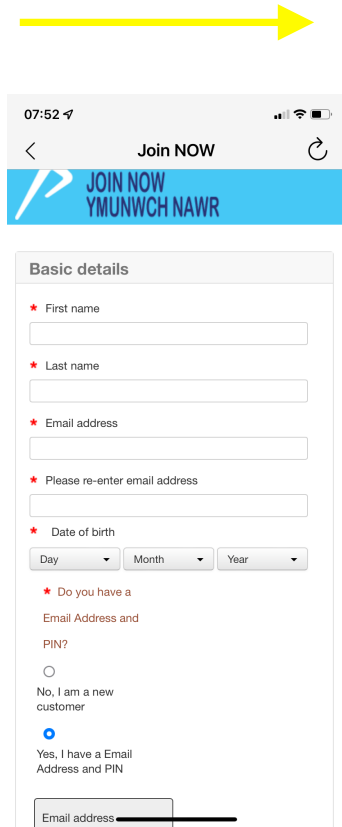 07:52
Join NOW
JOIN NOW
YMUNWCH NAWR
Basic details
* First name
* Last name
* Email address
* Please re-enter email address
* Date of birth
Day Month Year
* Do you have a
Email Address and
PIN?
No, I am a new
customer
Yes, I have a Email
Address and PIN
Email address